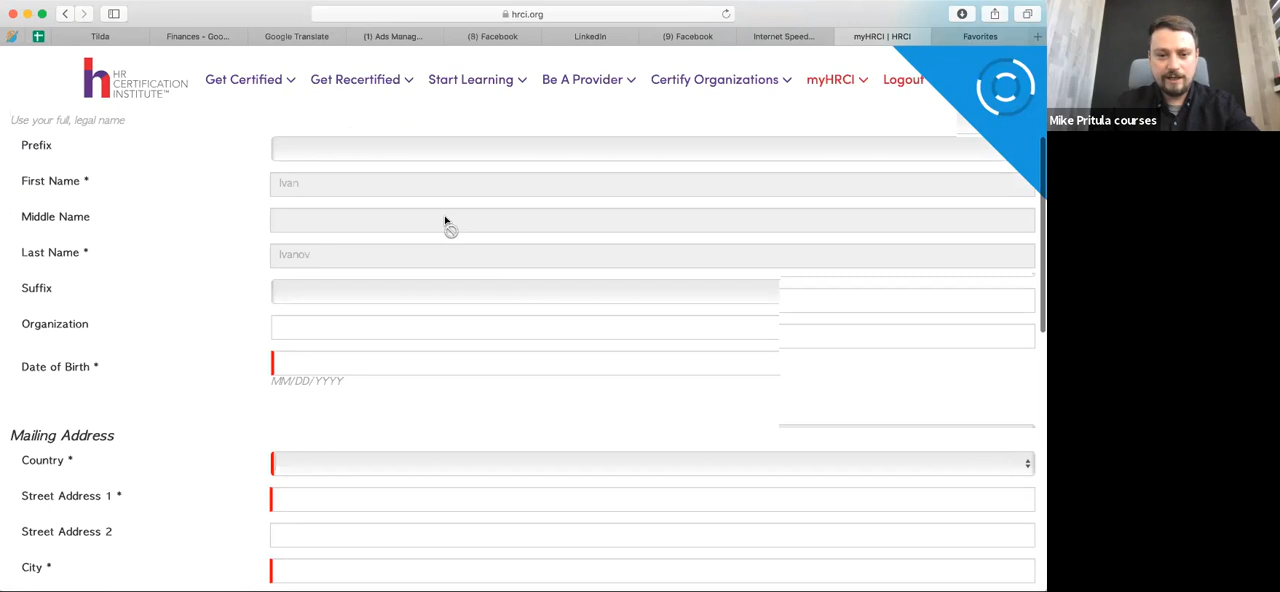 hrci.org
Tilda
Finances – Goo...
Google Translate
(1) Ads Manag...
(8) Facebook
LinkedIn
(9) Facebook
Internet Speed...
myHRCI | HRCI
Favorites
HR CERTIFICATION INSTITUTE™
Get Certified
Get Recertified
Start Learning
Be A Provider
Certify Organizations
myHRCI
Logout
Mike Pritula courses
Use your full, legal name
Prefix
First Name *
Ivan
Middle Name
Last Name *
Ivanov
Suffix
Organization
Date of Birth *
MM/DD/YYYY
Mailing Address
Country *
Street Address 1 *
Street Address 2
City *